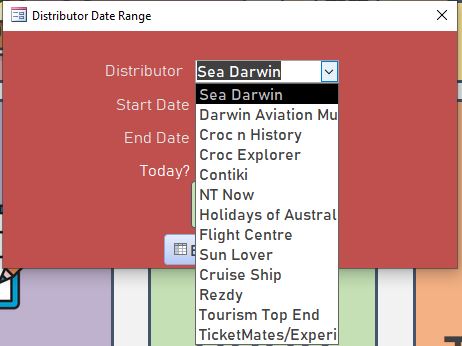 Distributor Date Range
Distributor Sea Darwin
Start Date
End Date
Today?
Sea Darwin
Darwin Aviation Mu
Croc n History
Croc Explorer
Contiki
NT Now
Holidays of Austral
Flight Centre
Sun Lover
Cruise Ship
Rezdy
Tourism Top End
TicketMates/Experi